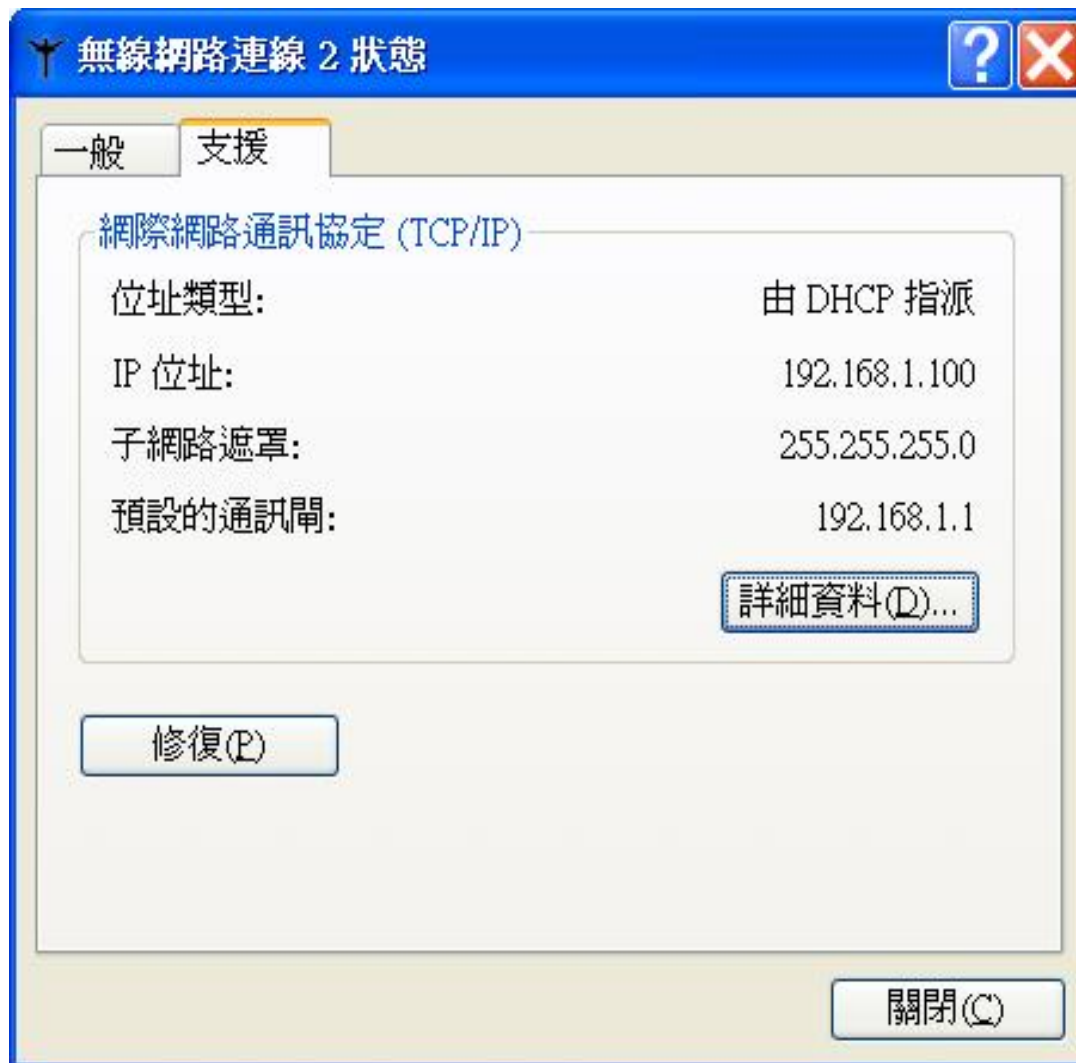 無線網路連線 2 狀態
一般
支援
網際網路通訊協定 (TCP/IP)
位址類型: 由 DHCP 指派
IP 位址: 192.168.1.100
子網路遮罩: 255.255.255.0
預設的通訊閘: 192.168.1.1
詳細資料(D)...
修復(P)
關閉(C)